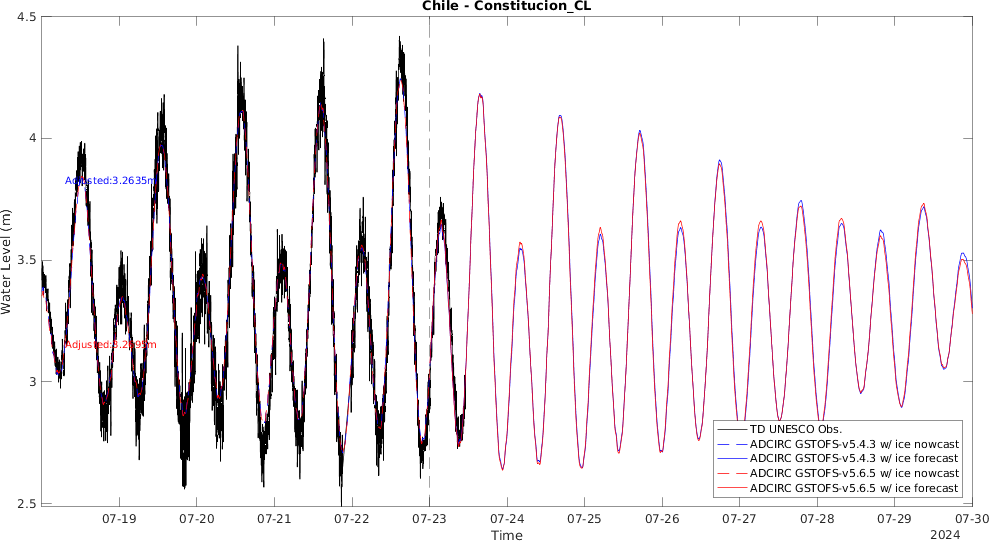 Chile - Constitucion_CL
Water Level (m)
4.5
4
3.5
3
2.5
Adjusted:3.2635m
07-19
07-20
07-21
07-22
07-23
07-24
07-25
07-26
07-27
07-28
07-29
07-30
Time
2024
TD UNESCO Obs.
ADCIRC GSTOFS-v5.4.3 w/ ice nowcast
ADCIRC GSTOFS-v5.4.3 w/ ice forecast
ADCIRC GSTOFS-v5.6.5 w/ ice nowcast
ADCIRC GSTOFS-v5.6.5 w/ ice forecast